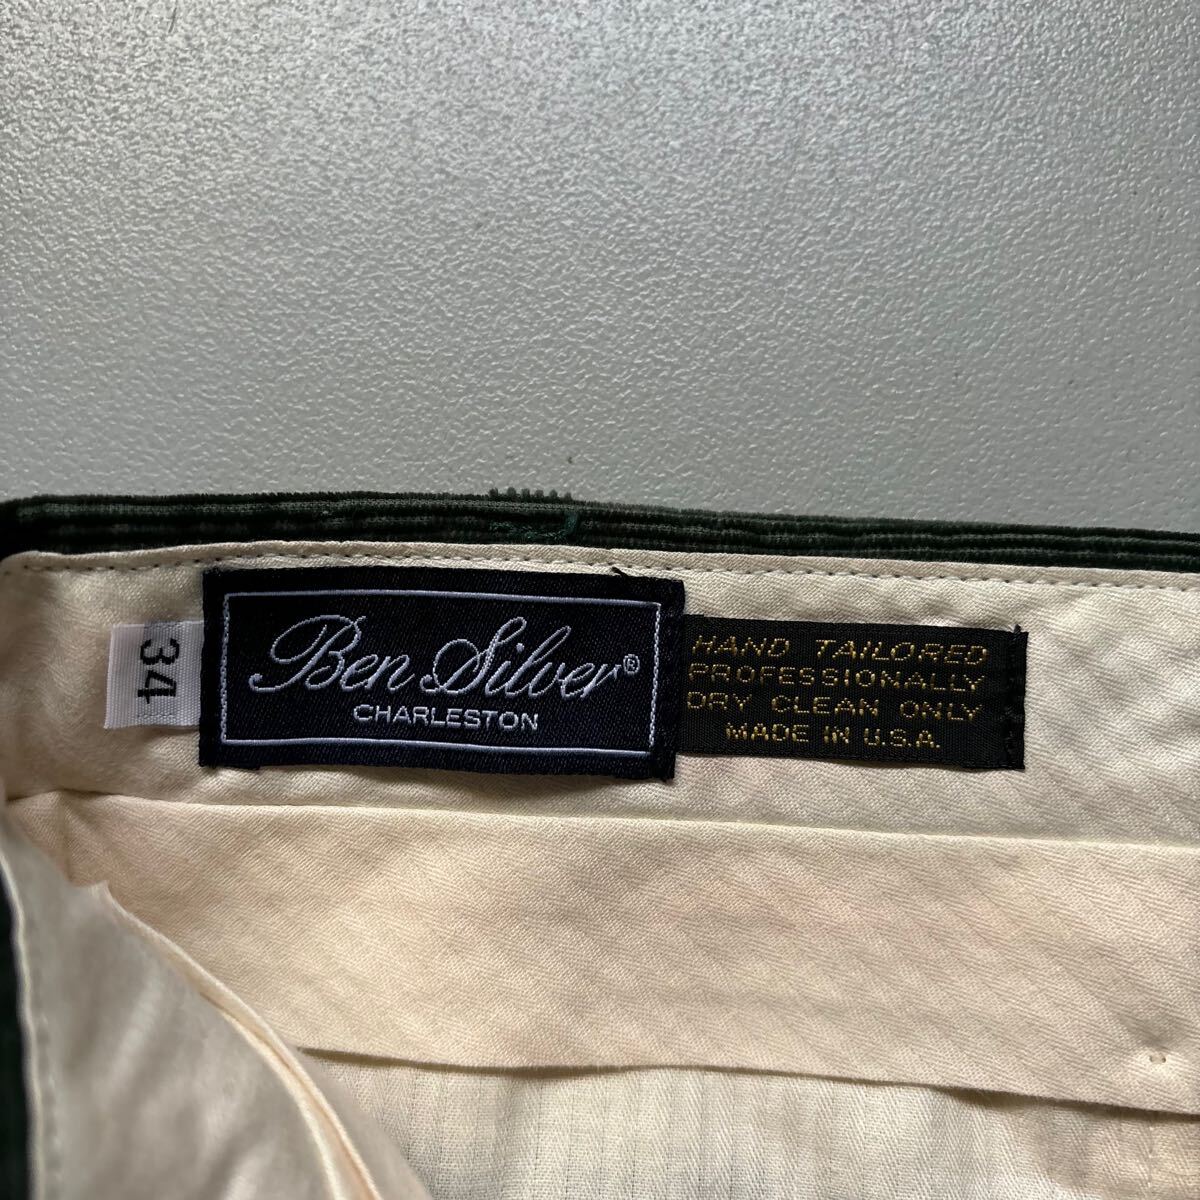 34
Ben Silver®
CHARLESTON
HAND TAILORED
PROFESSIONALLY
DRY CLEAN ONLY
MADE IN U.S.A.